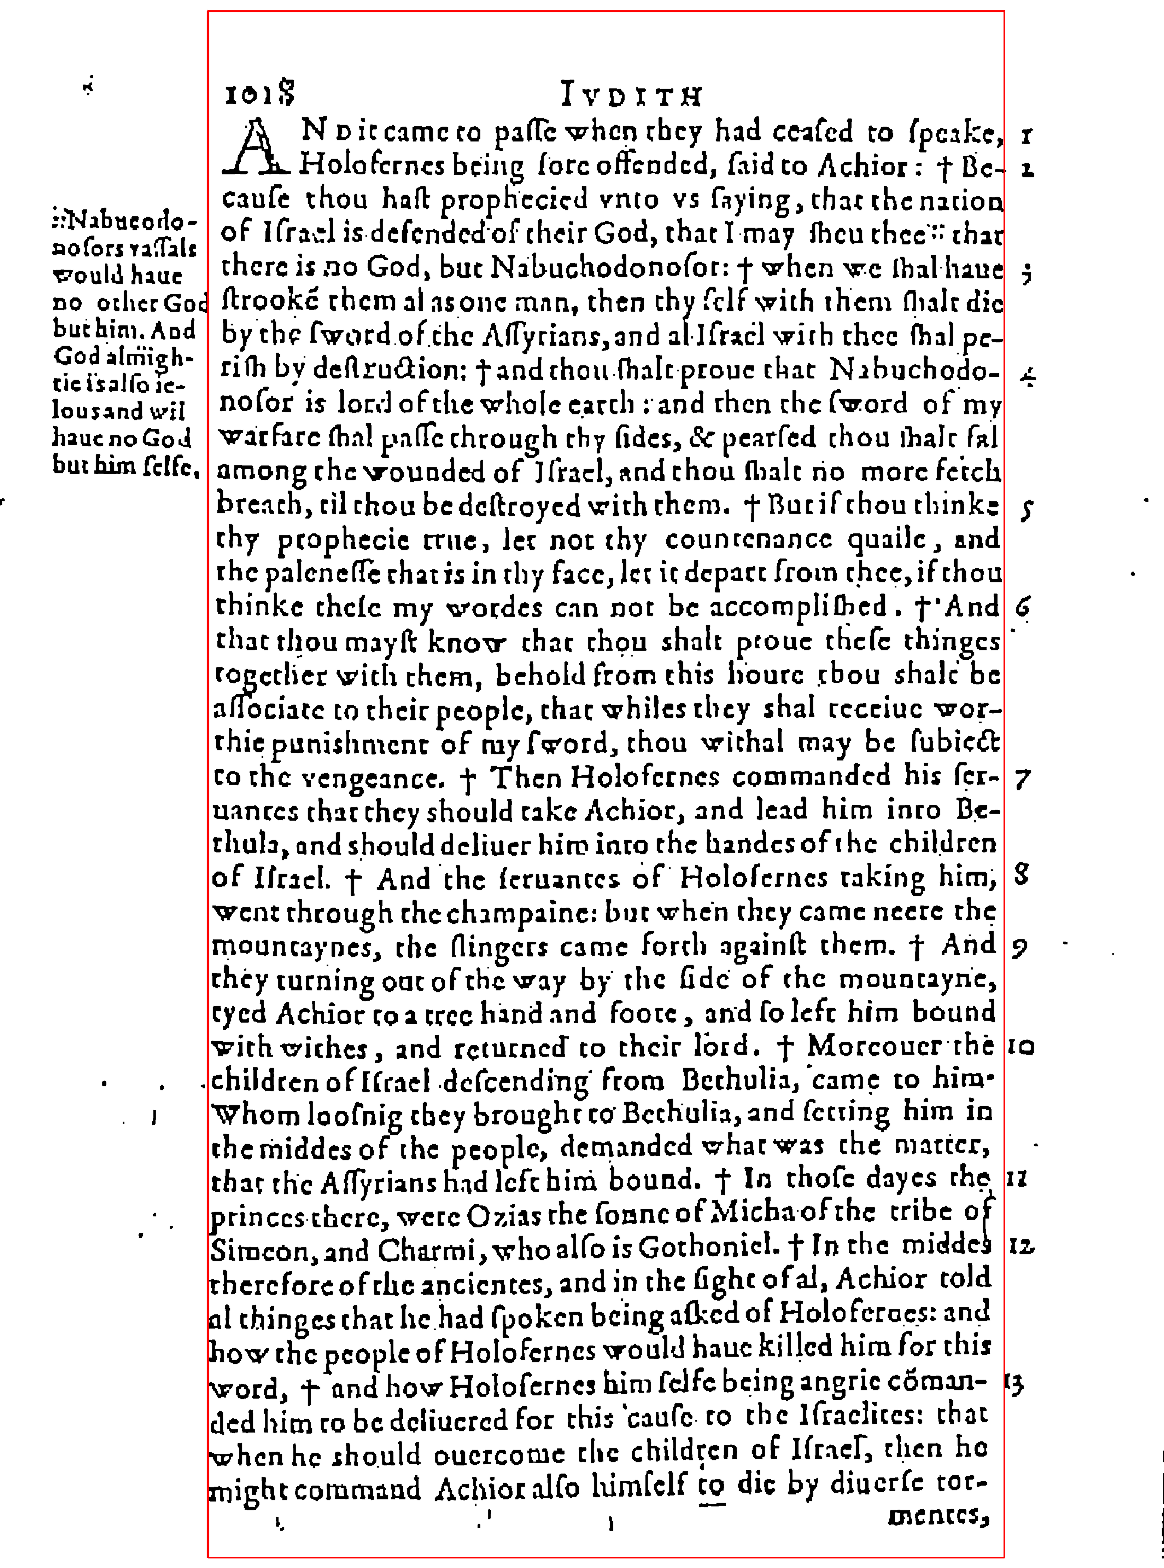 1018 IVDITH
AND it came to paſſe when they had ceaſed to ſpeake, 1
Holofernes being ſore offended, ſaid to Achior: † Be- 2
cauſe thou haſt prophecied vnto vs ſaying, that the nation
of Iſrael is defended of their God, that I may ſheu thee :: that
there is no God, but Nabuchodonoſor: † when we ſhal haue 3
ſtrookē them al as one man, then thy ſelf with them ſhalt die
by the ſword of the Aſſyrians, and al Iſrael with thee ſhal pe-
riſh by deſtruction: † and thou ſhalt proue that Nabuchodo- 4
noſor is lord of the whole earth: and then the ſword of my
warfare ſhal paſſe through thy ſides, & pearſed thou ſhalt fal
among the wounded of Iſrael, and thou ſhalt no more fetch
breath, til thou be deſtroyed with them. † But if thou thinke 5
thy prophecie true, let not thy countenance quaile, and
the paleneſſe that is in thy face, let it depart from thee, if thou
thinke theſe my wordes can not be accompliſhed. † And 6
that thou mayſt know that thou shalt proue theſe thinges
together with them, behold from this houre thou shalt be
aſſociate to their people, that whiles they shal receiue wor-
thie punishment of my ſword, thou withal may be ſubiect
to the vengeance. † Then Holofernes commanded his ſer- 7
uantes that they should take Achior, and lead him into Be-
thula, and should deliuer him into the handes of the children
of Iſrael. † And the ſeruantes of Holofernes taking him, 8
went through the champaine: but when they came neere the
mountaynes, the ſlingers came forth againſt them. † And 9
they turning out of the way by the ſide of the mountayne,
tyed Achior to a tree hand and foote, and ſo left him bound
with withes, and returned to their lord. † Moreouer the 10
children of Iſrael deſcending from Bethulia, came to him.
Whom looſnig they brought to Bethulia, and ſetting him in
the middes of the people, demanded what was the matter,
that the Aſſyrians had left him bound. † In thoſe dayes the 11
princes there, were Ozias the ſonne of Micha of the tribe of
Simeon, and Charmi, who alſo is Gothoniel. † In the middes 12
therefore of the ancientes, and in the ſight of al, Achior told
al thinges that he had ſpoken being aſked of Holofernes: and
how the people of Holofernes would haue killed him for this
word, † and how Holofernes him ſelfe being angrie cōman- 13
ded him to be deliuered for this cauſe to the Iſraelites: that
when he should ouercome the children of Iſrael, then he
might command Achior alſo himſelf to die by diuerſe tor-
mentes,
:: Nabucodo-
noſors vaſſals
would haue
no other God
but him. And
God almigh-
tie is alſo ie-
lous and wil
haue no God
but him ſelfe.